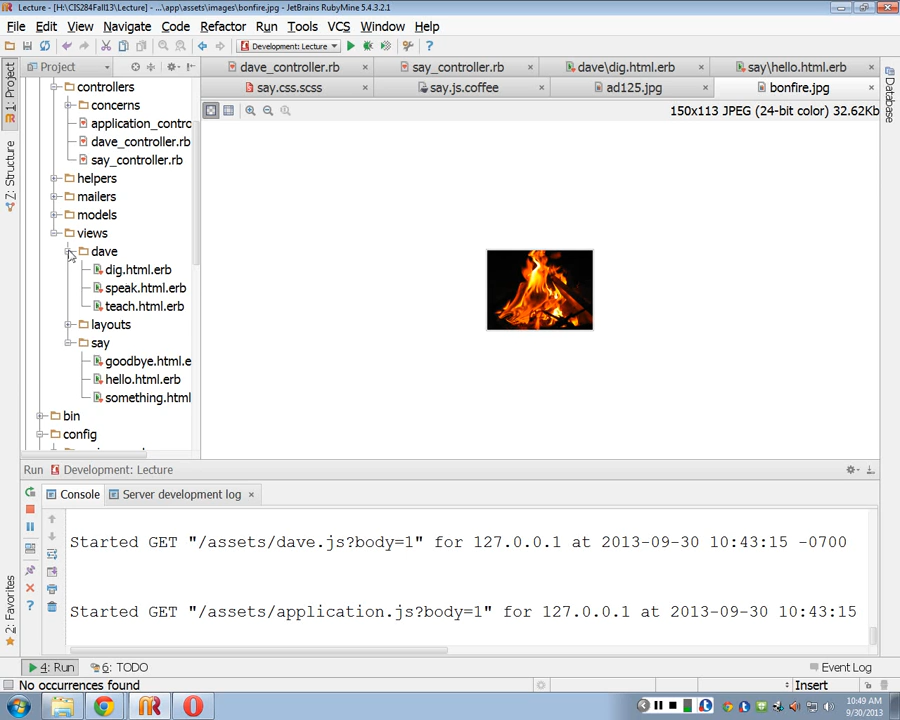 Lecture - [H:\CIS284Fall13\Lecture] - ...\app\assets\images\bonfire.jpg - JetBrains RubyMine 5.4.3.2.1
File Edit View Navigate Code Refactor Run Tools VCS Window Help
Development: Lecture
Project
dave_controller.rb
say_controller.rb
dave\dig.html.erb
say\hello.html.erb
say.css.scss
say.js.coffee
ad125.jpg
bonfire.jpg
150x113 JPEG (24-bit color) 32.62Kb
1: Project
Z: Structure
2: Favorites
Database
controllers
concerns
application_contro
dave_controller.rb
say_controller.rb
helpers
mailers
models
views
dave
dig.html.erb
speak.html.erb
teach.html.erb
layouts
say
goodbye.html.e
hello.html.erb
something.html
bin
config
Run Development: Lecture
Console
Server development log
Started GET "/assets/dave.js?body=1" for 127.0.0.1 at 2013-09-30 10:43:15 -0700
Started GET "/assets/application.js?body=1" for 127.0.0.1 at 2013-09-30 10:43:15
4: Run
6: TODO
Event Log
No occurrences found
Insert
10:49 AM
9/30/2013